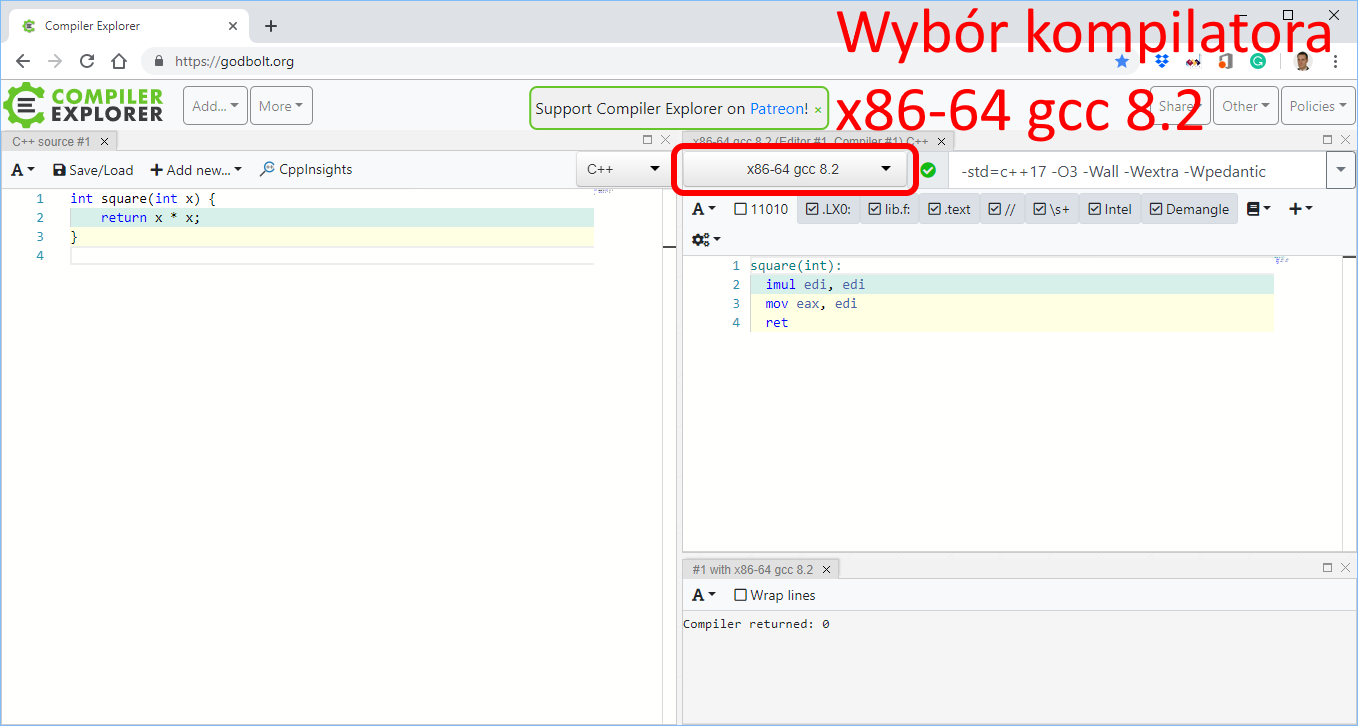 Compiler Explorer
Wybór kompilatora
https://godbolt.org
COMPILER
EXPLORER
Add...
More
Support Compiler Explorer on Patreon! ×
x86-64 gcc 8.2
Share
Other
Policies
C++ source #1
x86-64 gcc 8.2 (Editor #1, Compiler #1) C++
A
Save/Load
Add new...
CppInsights
C++
x86-64 gcc 8.2
-std=c++17 -O3 -Wall -Wextra -Wpedantic
A
11010
.LX0:
lib.f:
.text
//
\s+
Intel
Demangle
1 int square(int x) {
2 return x * x;
3 }
4
1 square(int):
2 imul edi, edi
3 mov eax, edi
4 ret
#1 with x86-64 gcc 8.2
A
Wrap lines
Compiler returned: 0